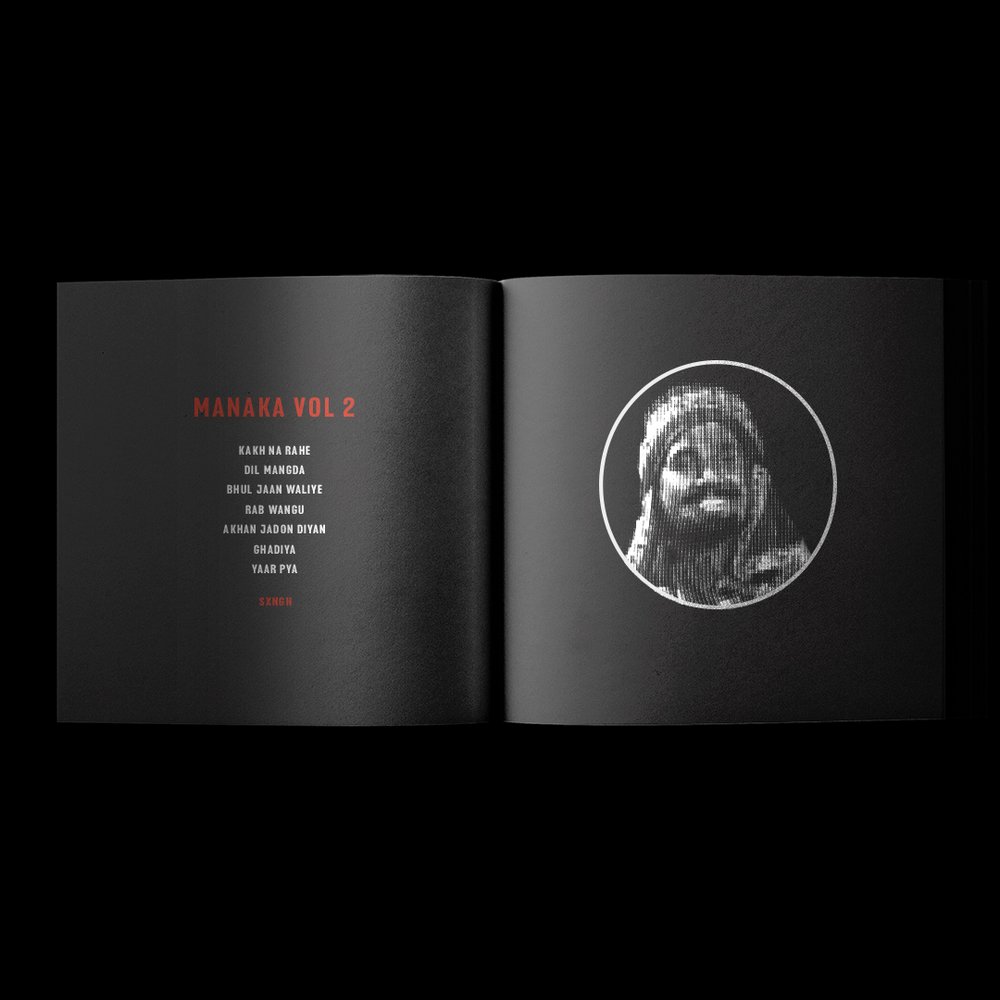 MANAKA VOL 2
KAKH NA RAHE
DIL MANGDA
BHUL JAAN WALIYE
RAB WANGU
AKHAN JADON DIYAN
GHADIYA
YAAR PYA
SXNGH